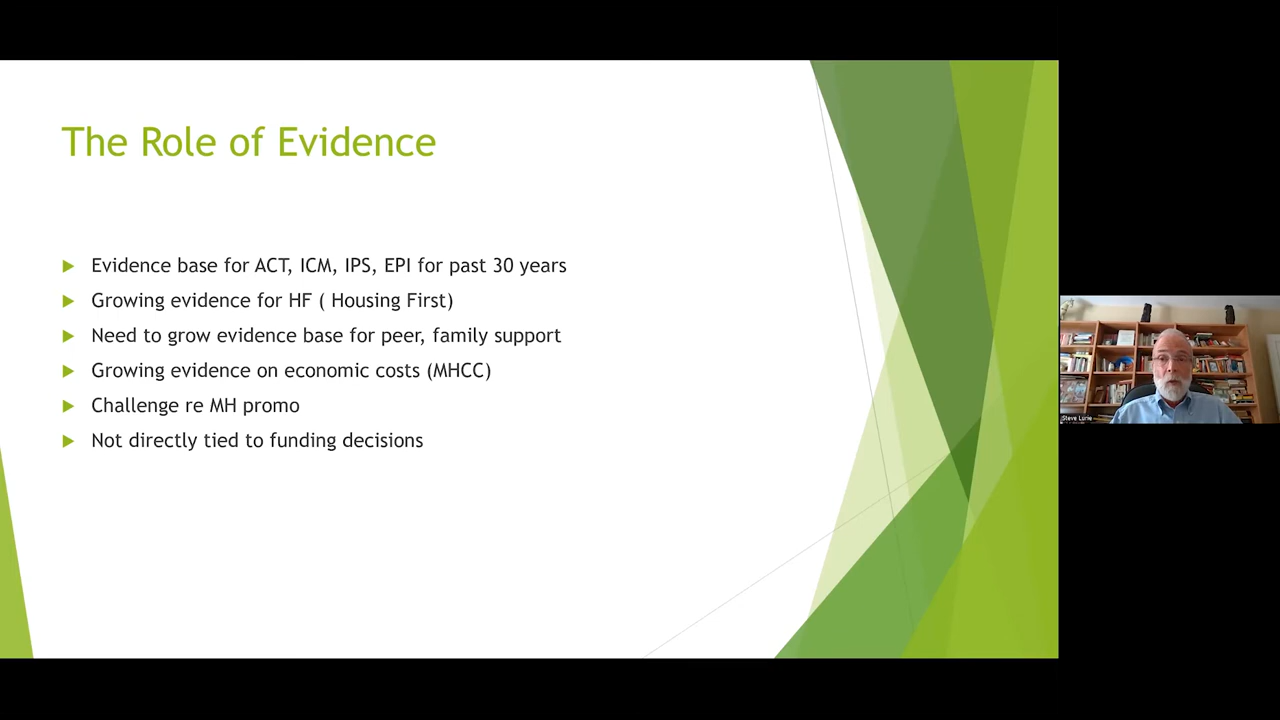 The Role of Evidence
Evidence base for ACT, ICM, IPS, EPI for past 30 years
Growing evidence for HF ( Housing First)
Need to grow evidence base for peer, family support
Growing evidence on economic costs (MHCC)
Challenge re MH promo
Not directly tied to funding decisions
Steve Lurie